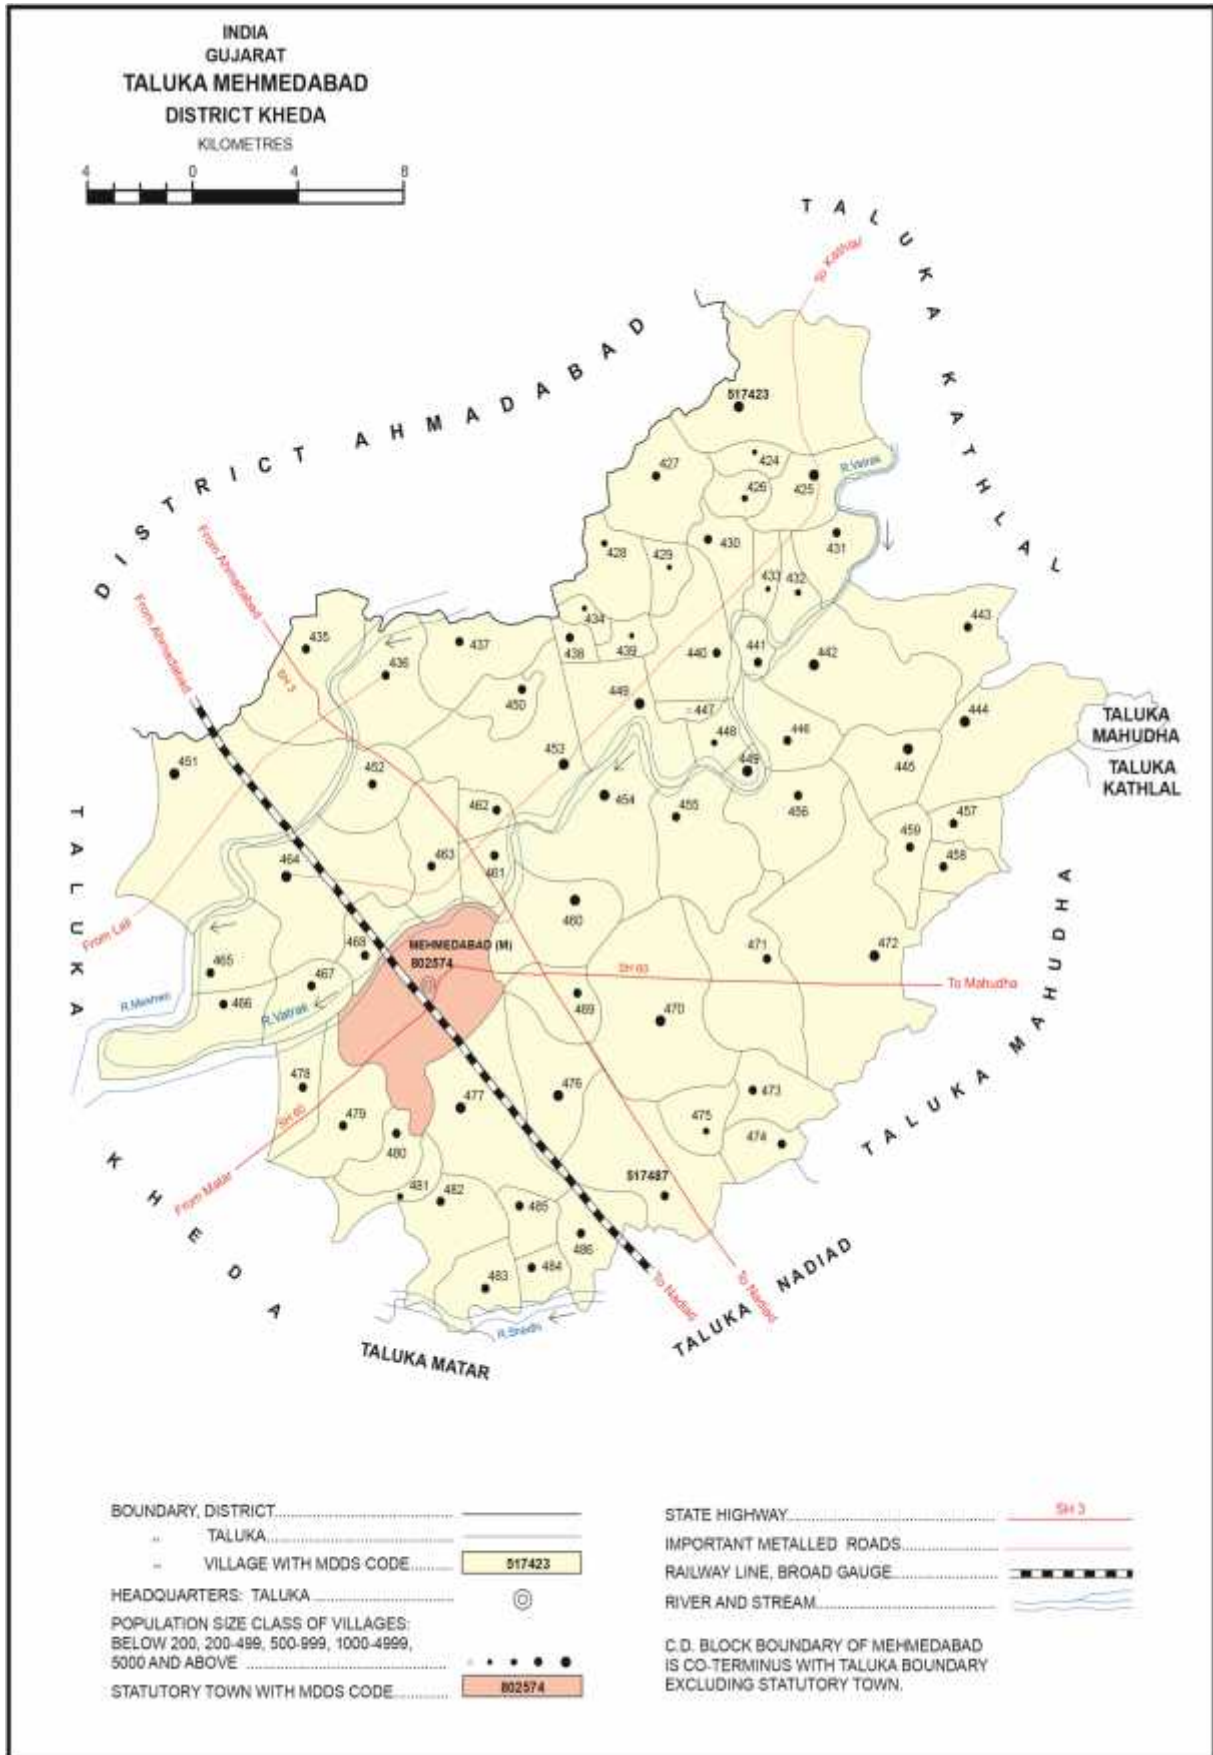 INDIA
GUJARAT
TALUKA MEHMEDABAD
DISTRICT KHEDA
KILOMETRES
4 0 4 8
TALUKA KATHLAL
To Kathlal
DISTRICT AHMADABAD
517423
424
427
R.Vatrak
426
425
430
431
428
429
433 432
From Ahmadabad
From Ahmadabad
434
443
435
437
438
439
440
441
442
436
SH 3
450
449
447
444
TALUKA
MAHUDHA
448
446
451
453
449
445
TALUKA
KATHLAL
452
462
454
455
456
457
459
464
463
461
458
TALUKA KHEDA
460
From Lali
MEHMEDABAD (M)
802574
468
471
472
465
SH 60
To Mahudha
467
R.Meshwo
466
R.Vatrak
469
470
TALUKA MAHUDHA
478
476
473
477
479
SH 60
475
474
480
From Matar
517487
481
482
485
486
484
483
To Nadiad
To Nadiad
TALUKA NADIAD
R.Shedhi
TALUKA MATAR
BOUNDARY, DISTRICT
,, TALUKA
,, VILLAGE WITH MDDS CODE 517423
HEADQUARTERS: TALUKA
POPULATION SIZE CLASS OF VILLAGES:
BELOW 200, 200-499, 500-999, 1000-4999,
5000 AND ABOVE
STATUTORY TOWN WITH MDDS CODE 802574
STATE HIGHWAY SH 3
IMPORTANT METALLED ROADS
RAILWAY LINE, BROAD GAUGE
RIVER AND STREAM
C.D. BLOCK BOUNDARY OF MEHMEDABAD
IS CO-TERMINUS WITH TALUKA BOUNDARY
EXCLUDING STATUTORY TOWN.